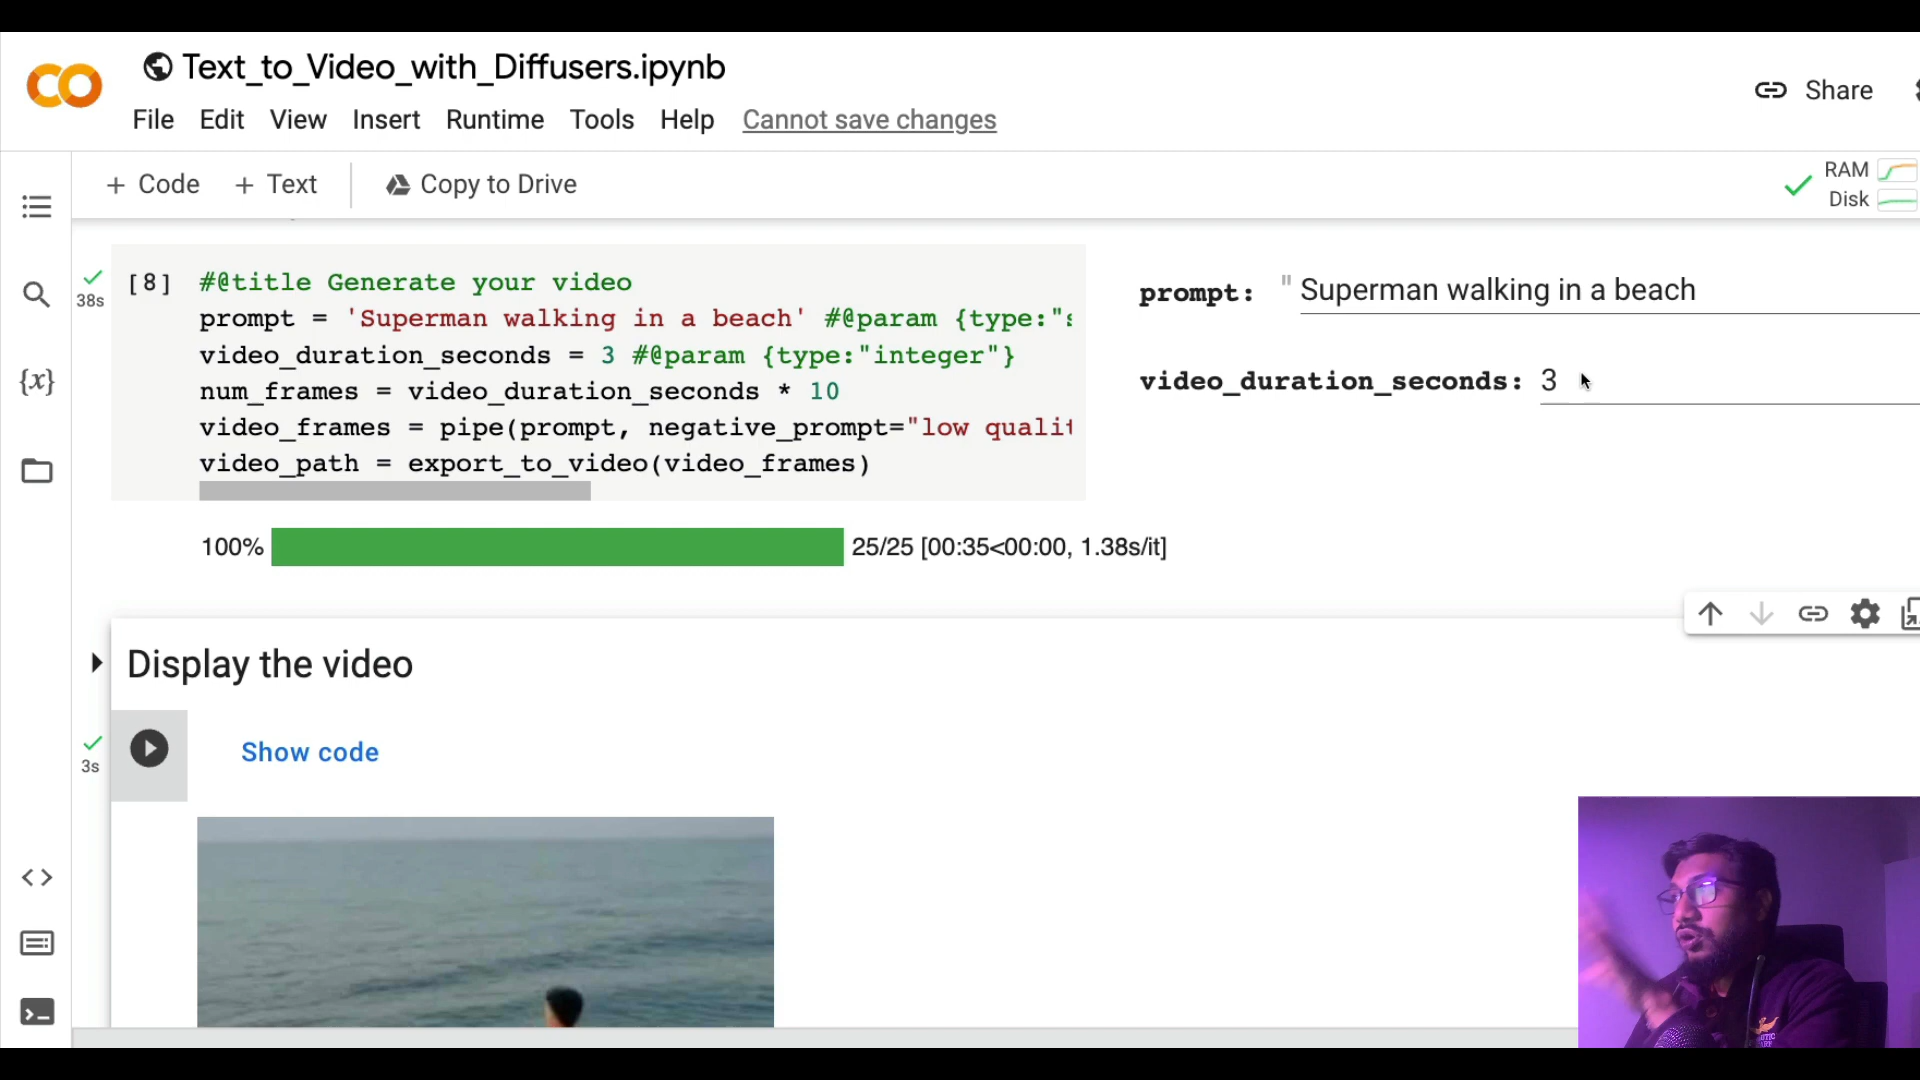 Text_to_Video_with_Diffusers.ipynb
File Edit View Insert Runtime Tools Help Cannot save changes
Share
+ Code + Text Copy to Drive
RAM
Disk
38s
[8]
#@title Generate your video
prompt = 'Superman walking in a beach' #@param {type:"s
video_duration_seconds = 3 #@param {type:"integer"}
num_frames = video_duration_seconds * 10
video_frames = pipe(prompt, negative_prompt="low qualit
video_path = export_to_video(video_frames)
prompt: " Superman walking in a beach
video_duration_seconds: 3
100% 25/25 [00:35<00:00, 1.38s/it]
Display the video
3s
Show code